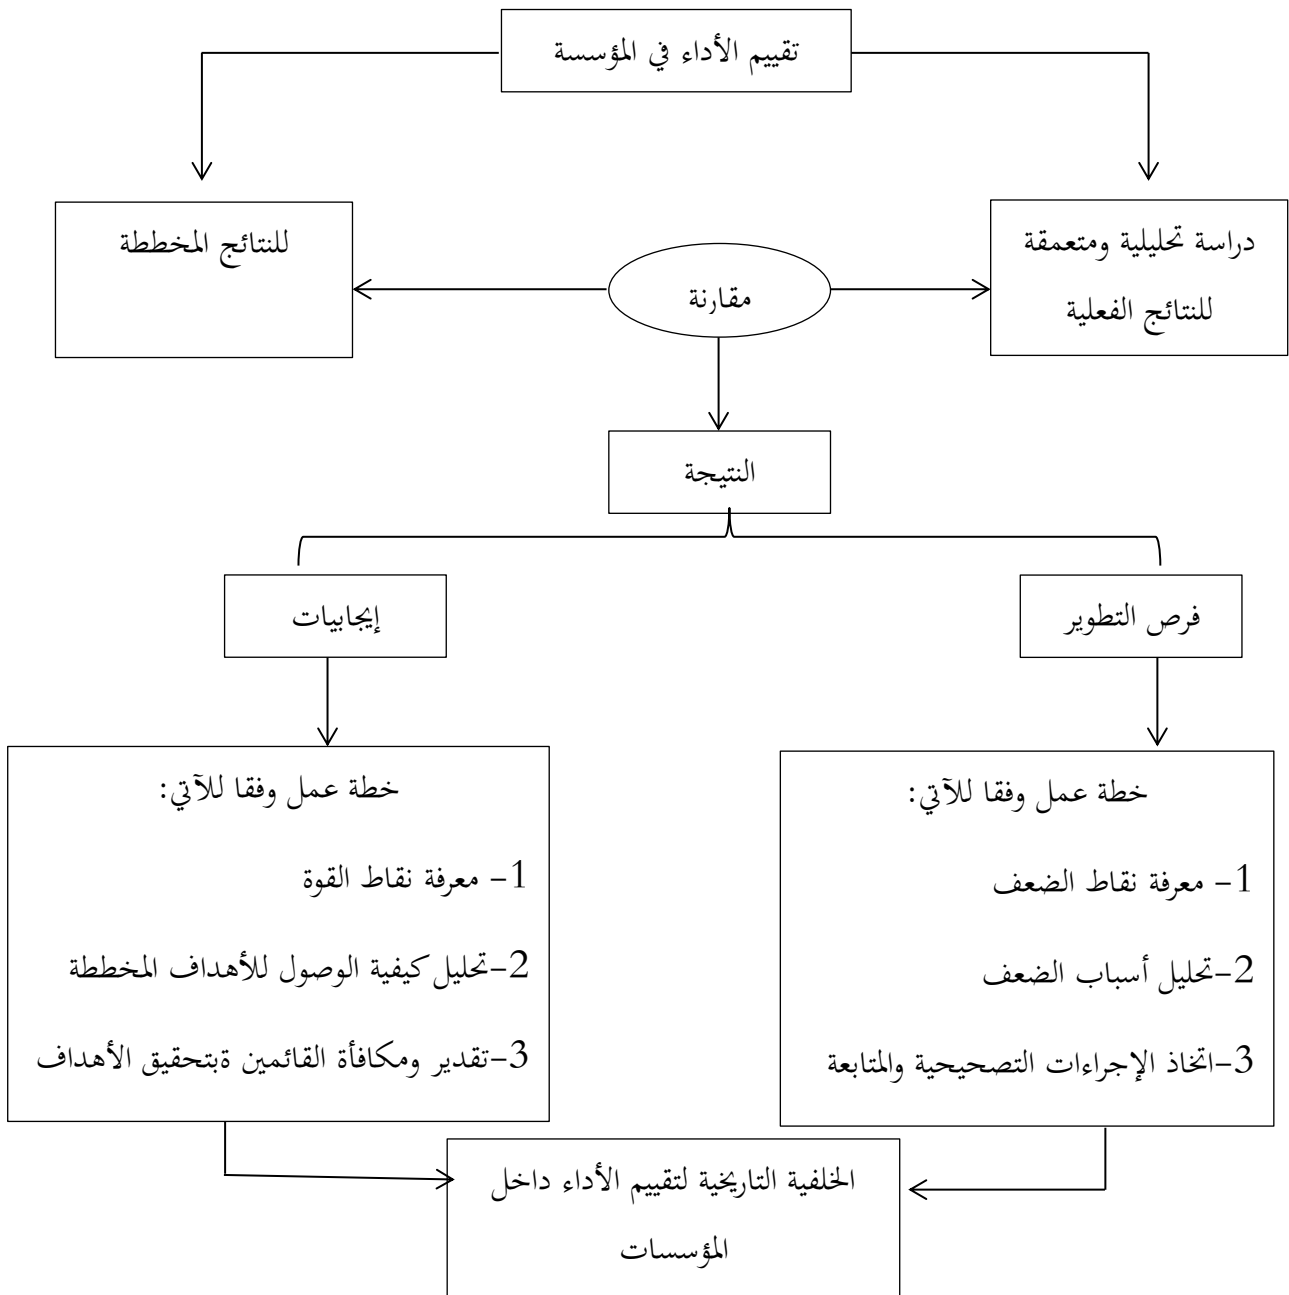 تقييم الأداء في المؤسسة
دراسة تحليلية ومتعمقة
للنتائج الفعلية
مقارنة
للنتائج المخططة
النتيجة
فرص التطوير
إيجابيات
خطة عمل وفقا للآتي:
1- معرفة نقاط الضعف
2-تحليل أسباب الضعف
3-اتخاذ الإجراءات التصحيحية والمتابعة
خطة عمل وفقا للآتي:
1- معرفة نقاط القوة
2-تحليل كيفية الوصول للأهداف المخططة
3-تقدير ومكافأة القائمين ةبتحقيق الأهداف
الخلفية التاريخية لتقييم الأداء داخل
المؤسسات